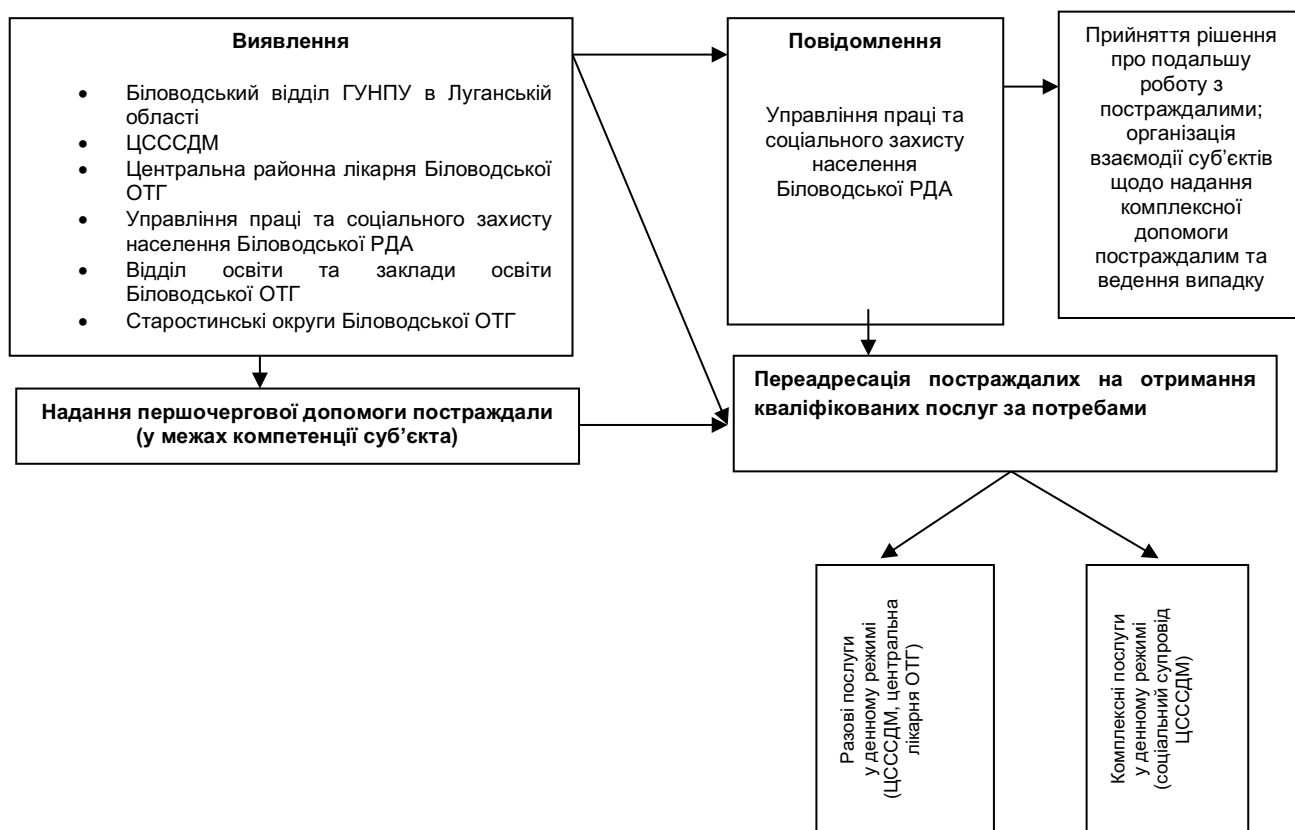 Виявлення
• Біловодський відділ ГУНПУ в Луганській
області
• ЦСССДМ
• Центральна районна лікарня Біловодської
ОТГ
• Управління праці та соціального захисту
населення Біловодської РДА
• Відділ освіти та заклади освіти
Біловодської ОТГ
• Старостинські округи Біловодської ОТГ
Повідомлення
Управління праці та
соціального захисту
населення
Біловодської РДА
Прийняття рішення
про подальшу
роботу з
постраждалими;
організація
взаємодії суб’єктів
щодо надання
комплексної
допомоги
постраждалим та
ведення випадку
Надання першочергової допомоги постраждали
(у межах компетенції суб’єкта)
Переадресація постраждалих на отримання
кваліфікованих послуг за потребами
Разові послуги
у денному режимі
(ЦСССДМ, центральна
лікарня ОТГ)
Комплексні послуги
у денному режимі
(соціальний супровід
ЦСССДМ)